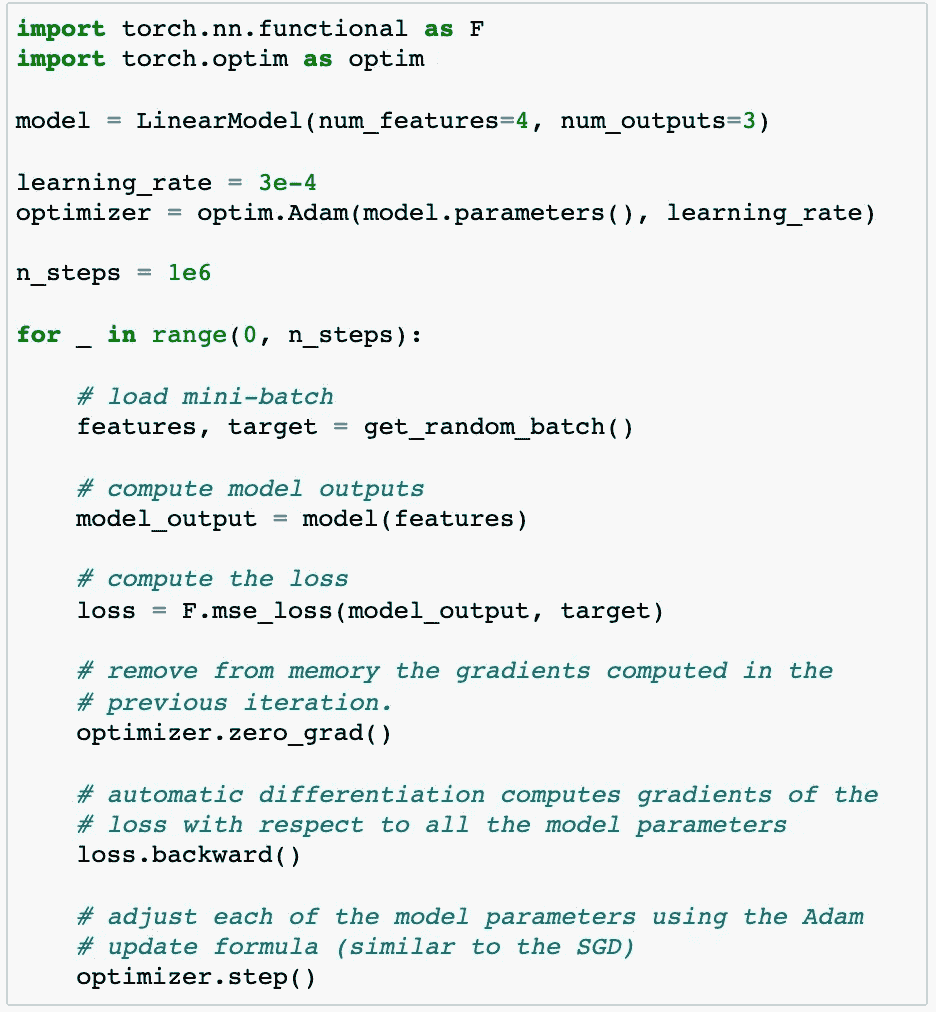 import torch.nn.functional as F
import torch.optim as optim
model = LinearModel(num_features=4, num_outputs=3)
learning_rate = 3e-4
optimizer = optim.Adam(model.parameters(), learning_rate)
n_steps = 1e6
for _ in range(0, n_steps):
# load mini-batch
features, target = get_random_batch()
# compute model outputs
model_output = model(features)
# compute the loss
loss = F.mse_loss(model_output, target)
# remove from memory the gradients computed in the
# previous iteration.
optimizer.zero_grad()
# automatic differentiation computes gradients of the
# loss with respect to all the model parameters
loss.backward()
# adjust each of the model parameters using the Adam
# update formula (similar to the SGD)
optimizer.step()